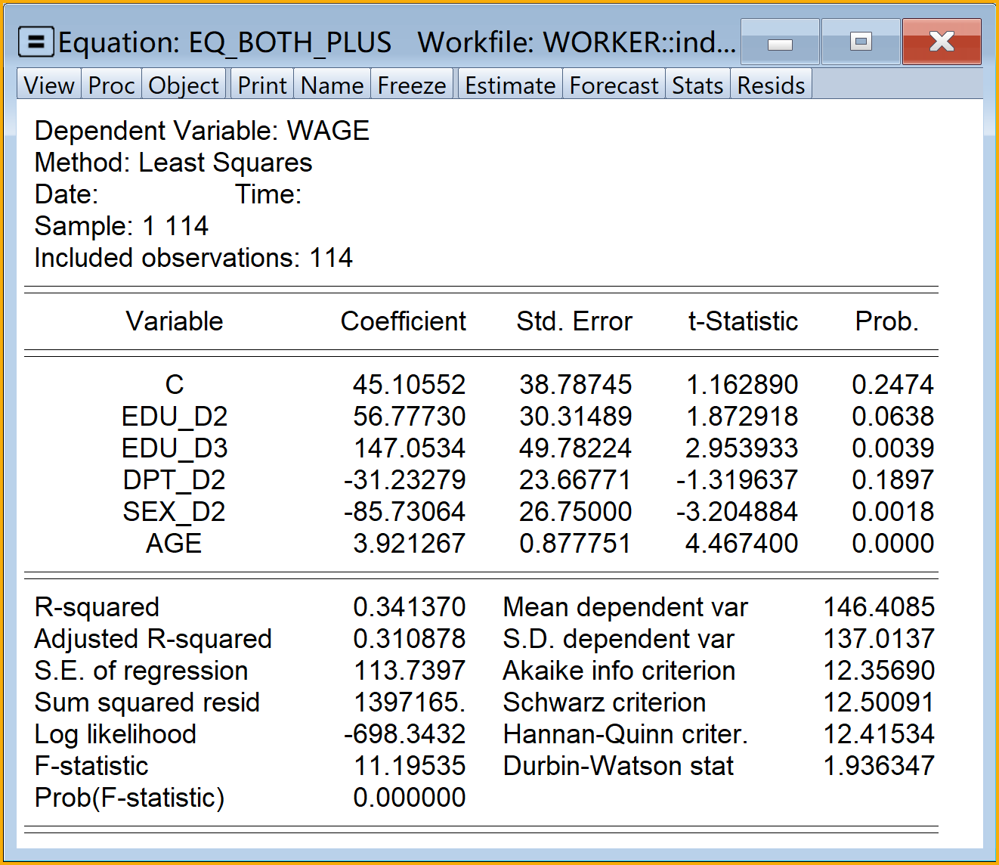 Equation: EQ_BOTH_PLUS Workfile: WORKER::ind...
View Proc Object Print Name Freeze Estimate Forecast Stats Resids
Dependent Variable: WAGE
Method: Least Squares
Date: Time:
Sample: 1 114
Included observations: 114
Variable Coefficient Std. Error t-Statistic Prob.
C 45.10552 38.78745 1.162890 0.2474
EDU_D2 56.77730 30.31489 1.872918 0.0638
EDU_D3 147.0534 49.78224 2.953933 0.0039
DPT_D2 -31.23279 23.66771 -1.319637 0.1897
SEX_D2 -85.73064 26.75000 -3.204884 0.0018
AGE 3.921267 0.877751 4.467400 0.0000
R-squared 0.341370 Mean dependent var 146.4085
Adjusted R-squared 0.310878 S.D. dependent var 137.0137
S.E. of regression 113.7397 Akaike info criterion 12.35690
Sum squared resid 1397165. Schwarz criterion 12.50091
Log likelihood -698.3432 Hannan-Quinn criter. 12.41534
F-statistic 11.19535 Durbin-Watson stat 1.936347
Prob(F-statistic) 0.000000